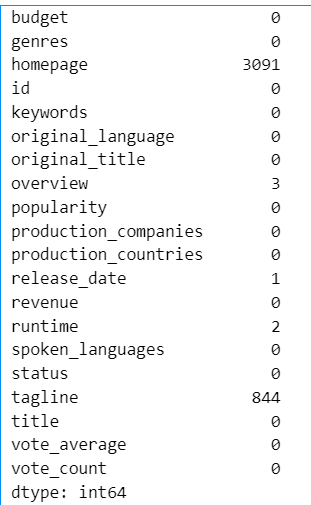 budget 0
genres 0
homepage 3091
id 0
keywords 0
original_language 0
original_title 0
overview 3
popularity 0
production_companies 0
production_countries 0
release_date 1
revenue 0
runtime 2
spoken_languages 0
status 0
tagline 844
title 0
vote_average 0
vote_count 0
dtype: int64